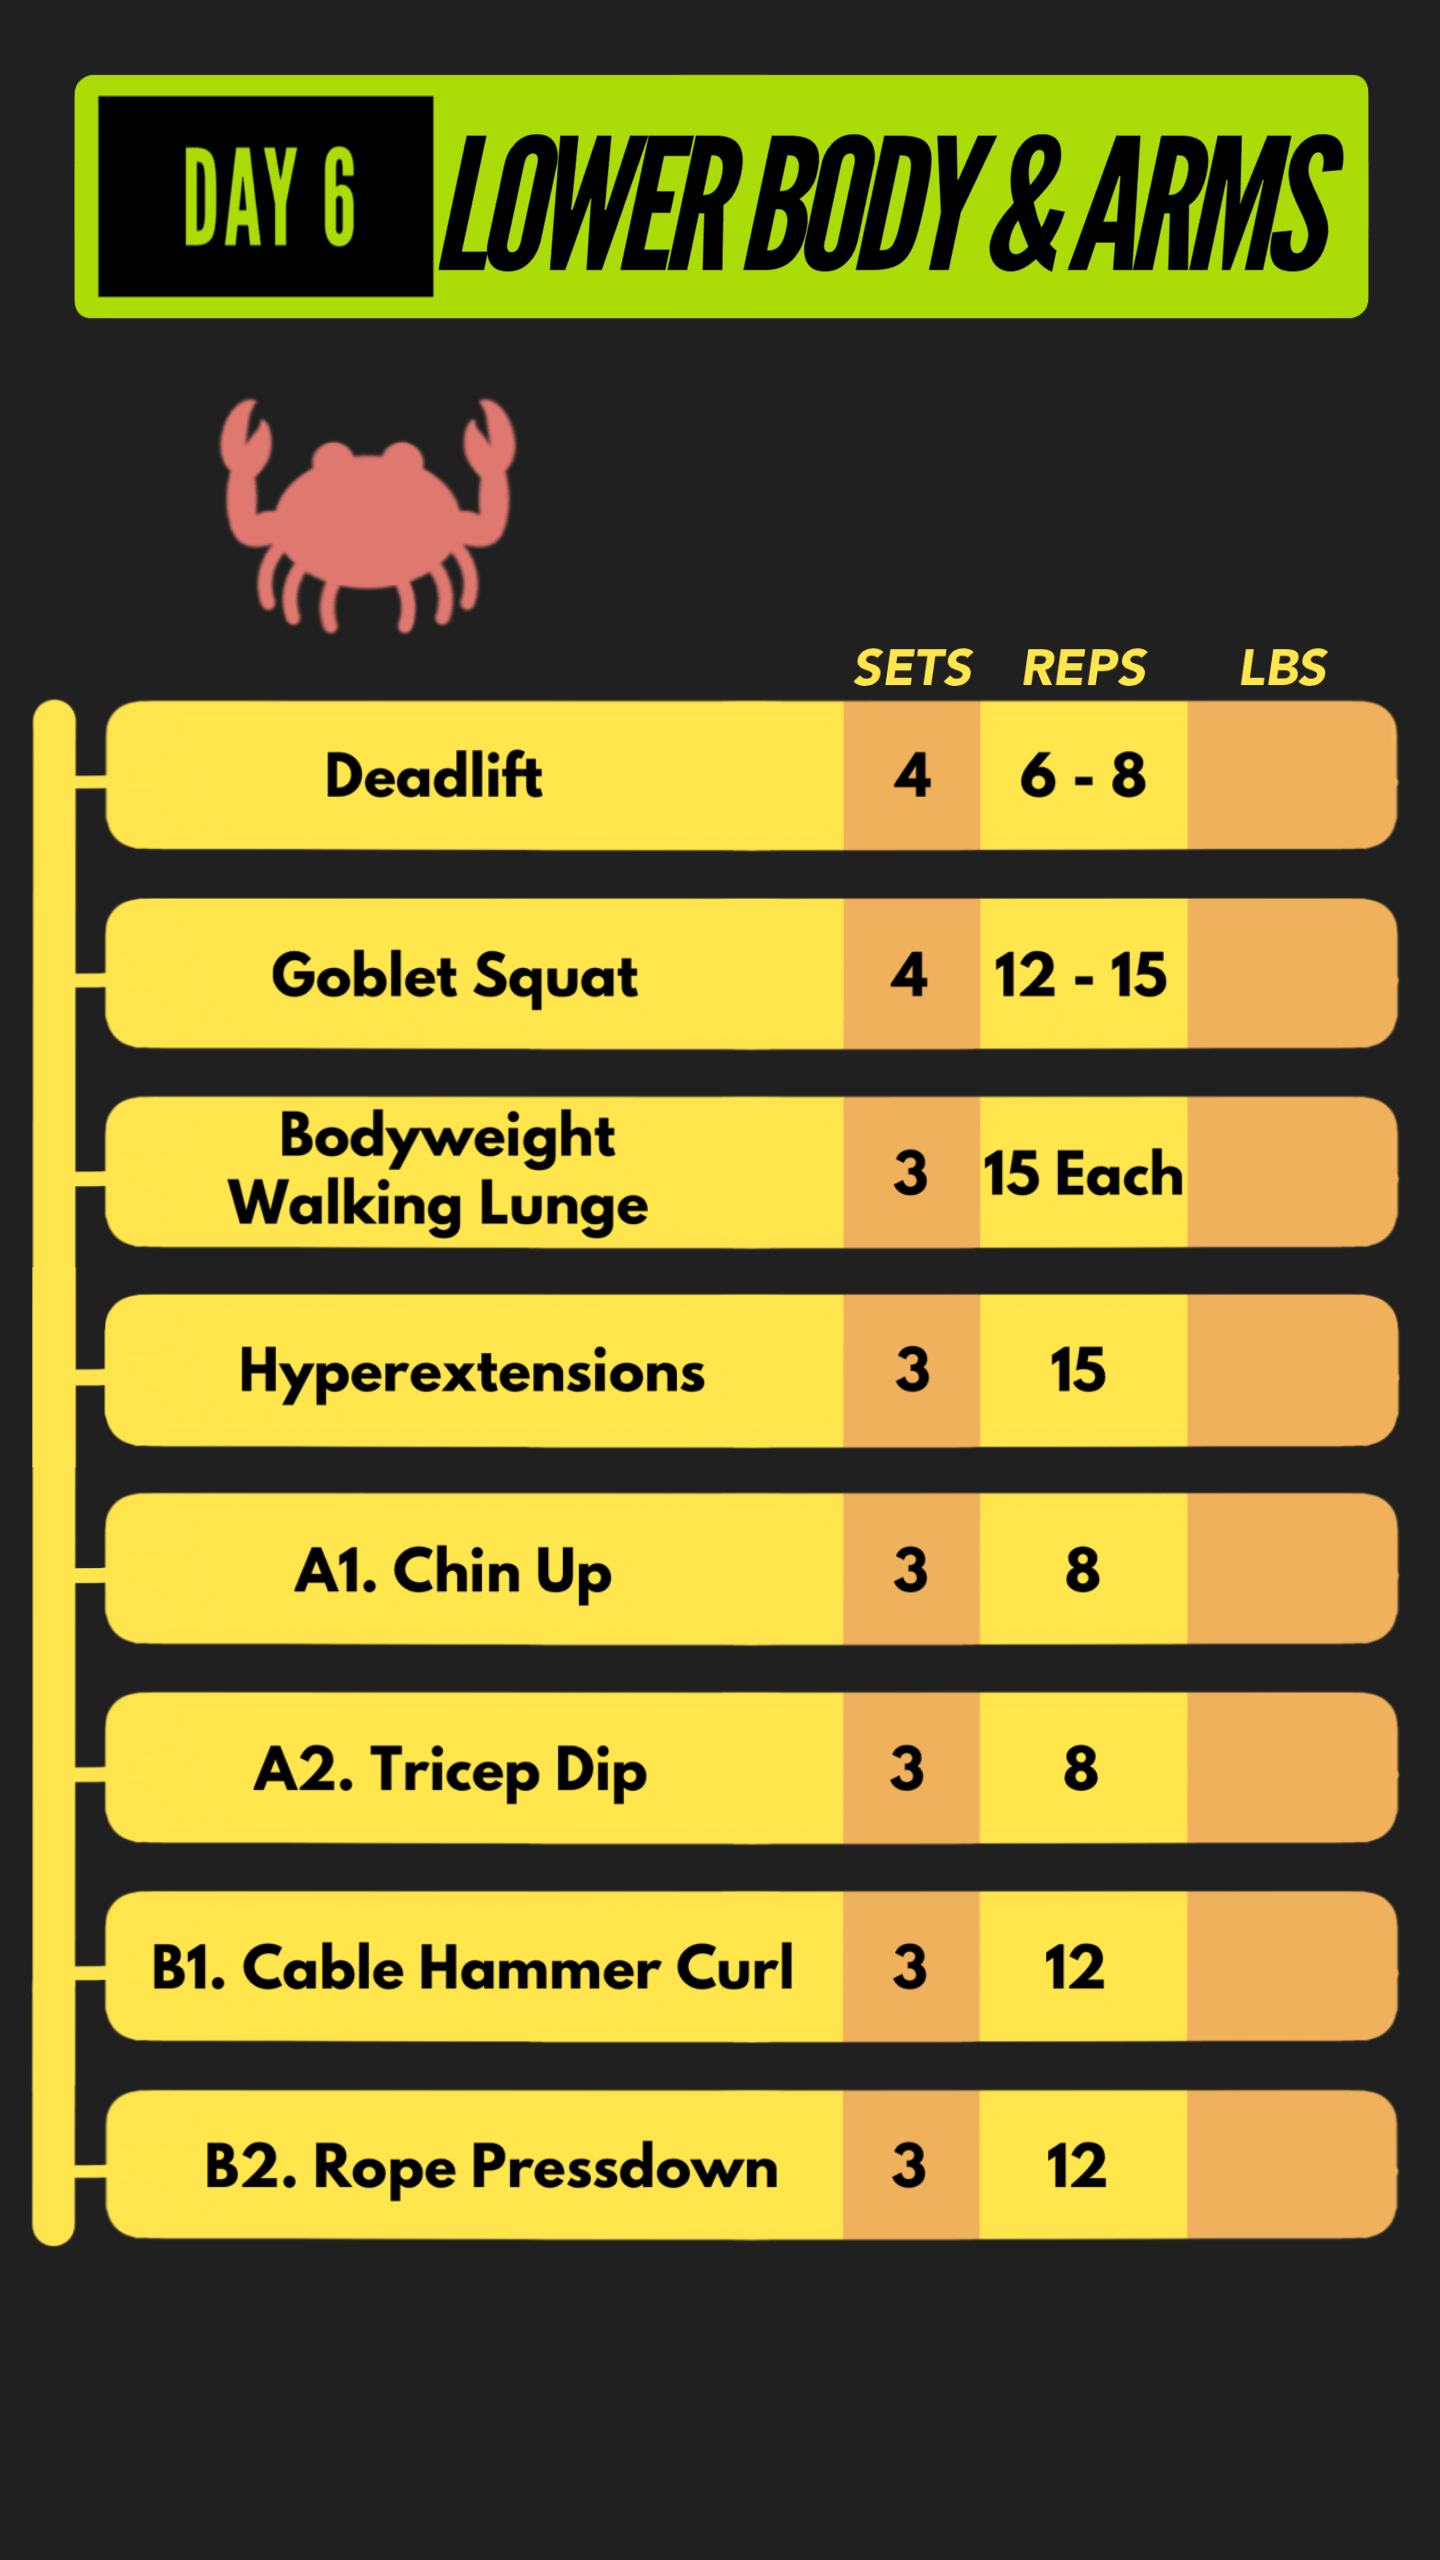 DAY 6 LOWER BODY & ARMS
SETS REPS LBS
Deadlift 4 6 - 8
Goblet Squat 4 12 - 15
Bodyweight
Walking Lunge 3 15 Each
Hyperextensions 3 15
A1. Chin Up 3 8
A2. Tricep Dip 3 8
B1. Cable Hammer Curl 3 12
B2. Rope Pressdown 3 12